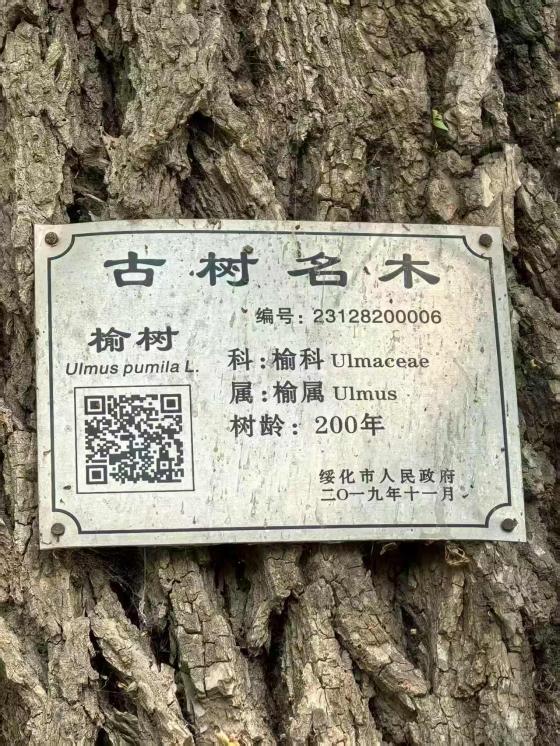 古树名木
编号：23128200006
榆树
Ulmus pumila L.
科：榆科 Ulmaceae
属：榆属 Ulmus
树龄：200年
绥化市人民政府
二〇一九年十一月